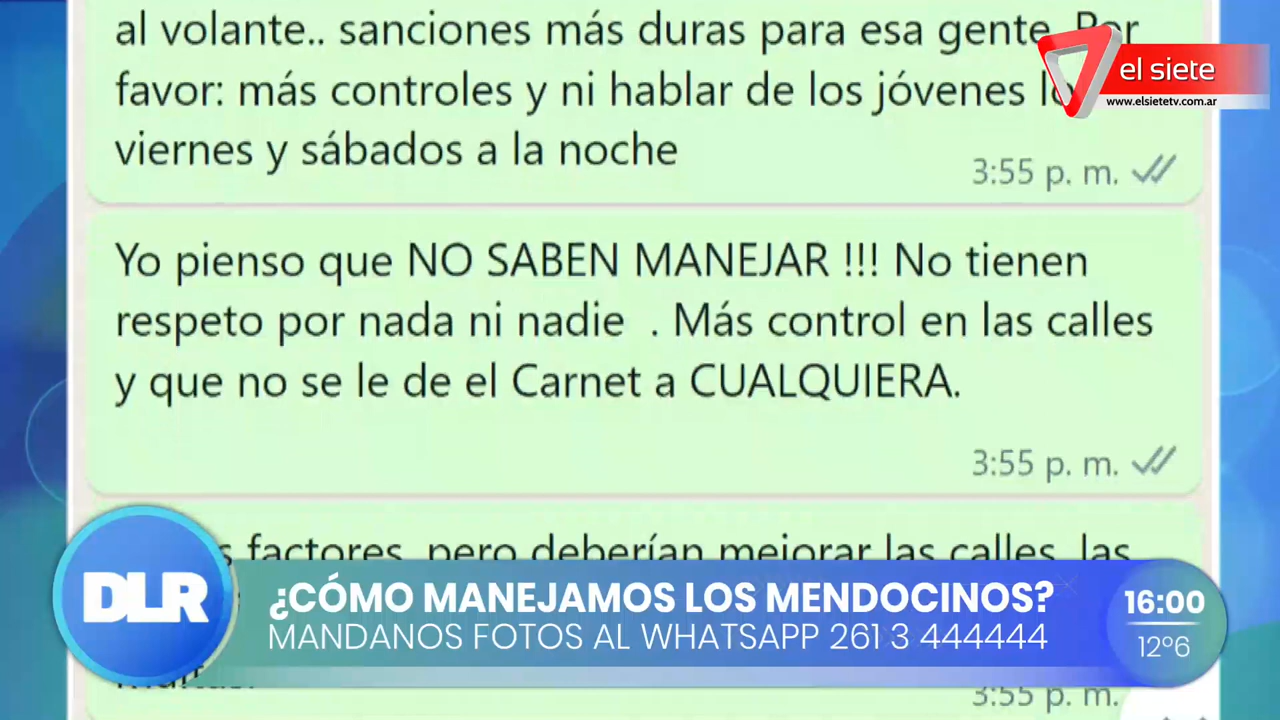 al volante.. sanciones más duras para esa gente. Por
favor: más controles y ni hablar de los jóvenes
viernes y sábados a la noche
3:55 p. m.
el siete
www.elsietetv.com.ar
Yo pienso que NO SABEN MANEJAR !!! No tienen
respeto por nada ni nadie  . Más control en las calles
y que no se le de el Carnet a CUALQUIERA.
3:55 p. m.
factores, pero deberían mejorar las calles, las
DLR
¿CÓMO MANEJAMOS LOS MENDOCINOS?
MANDANOS FOTOS AL WHATSAPP 261 3 444444
16:00
12º6
3:55 p. m.